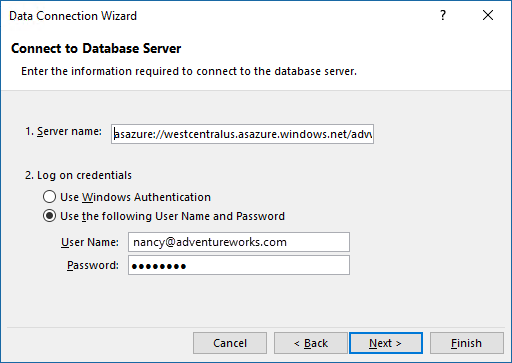 Data Connection Wizard
Connect to Database Server
Enter the information required to connect to the database server.
1. Server name: asazure://westcentralus.asazure.windows.net/adv
2. Log on credentials
Use Windows Authentication
Use the following User Name and Password
User Name: nancy@adventureworks.com
Password: ••••••••
Cancel < Back Next > Finish